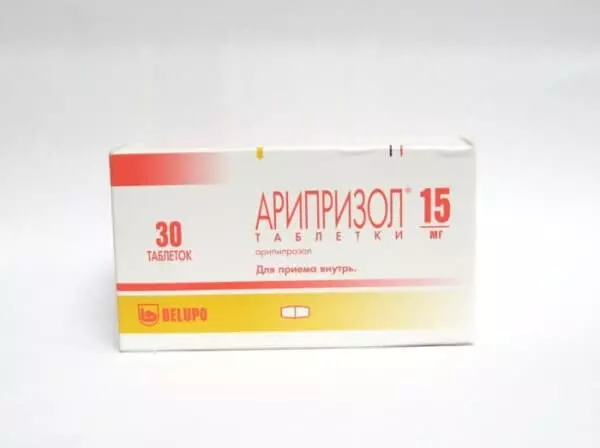 30
ТАБЛЕТОК
АРИПРИЗОЛ®
ТАБЛЕТКИ
15
МГ
арипипразол
Для приема внутрь.
BELUPO